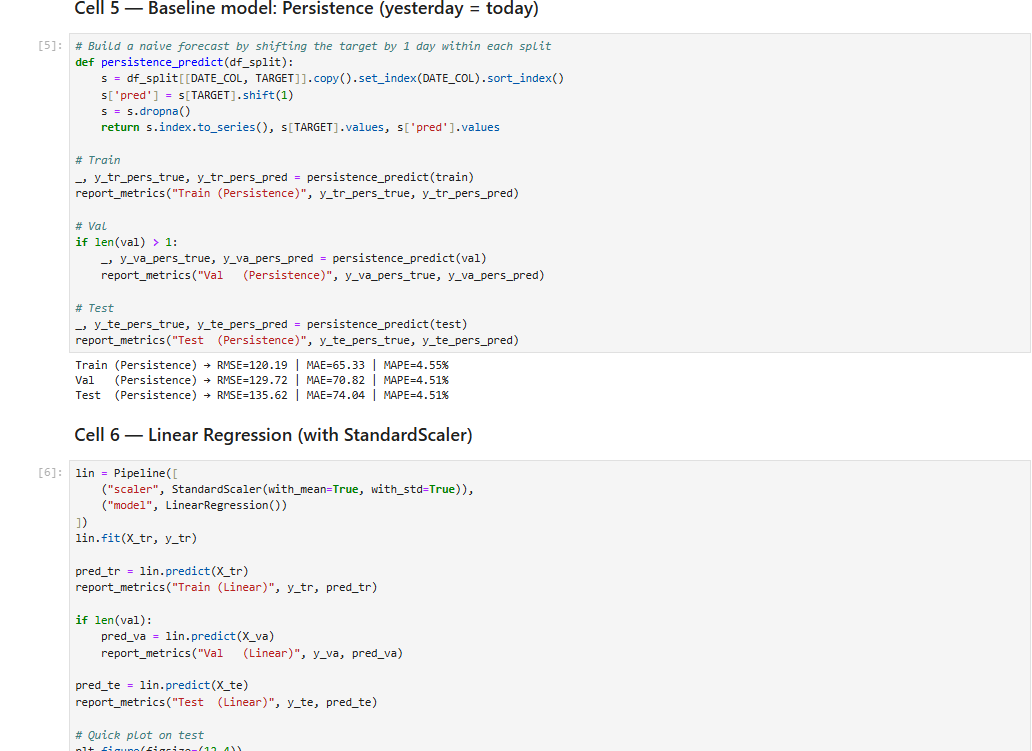 Cell 5 — Baseline model: Persistence (yesterday = today)
[5]:
# Build a naive forecast by shifting the target by 1 day within each split
def persistence_predict(df_split):
    s = df_split[[DATE_COL, TARGET]].copy().set_index(DATE_COL).sort_index()
    s['pred'] = s[TARGET].shift(1)
    s = s.dropna()
    return s.index.to_series(), s[TARGET].values, s['pred'].values

# Train
_, y_tr_pers_true, y_tr_pers_pred = persistence_predict(train)
report_metrics("Train (Persistence)", y_tr_pers_true, y_tr_pers_pred)

# Val
if len(val) > 1:
    _, y_va_pers_true, y_va_pers_pred = persistence_predict(val)
    report_metrics("Val   (Persistence)", y_va_pers_true, y_va_pers_pred)

# Test
_, y_te_pers_true, y_te_pers_pred = persistence_predict(test)
report_metrics("Test  (Persistence)", y_te_pers_true, y_te_pers_pred)
Train (Persistence) → RMSE=120.19 | MAE=65.33 | MAPE=4.55%
Val   (Persistence) → RMSE=129.72 | MAE=70.82 | MAPE=4.51%
Test  (Persistence) → RMSE=135.62 | MAE=74.04 | MAPE=4.51%
Cell 6 — Linear Regression (with StandardScaler)
[6]:
lin = Pipeline([
    ("scaler", StandardScaler(with_mean=True, with_std=True)),
    ("model", LinearRegression())
])
lin.fit(X_tr, y_tr)

pred_tr = lin.predict(X_tr)
report_metrics("Train (Linear)", y_tr, pred_tr)

if len(val):
    pred_va = lin.predict(X_va)
    report_metrics("Val   (Linear)", y_va, pred_va)

pred_te = lin.predict(X_te)
report_metrics("Test  (Linear)", y_te, pred_te)

# Quick plot on test
plt.figure(figsize=(12,4))